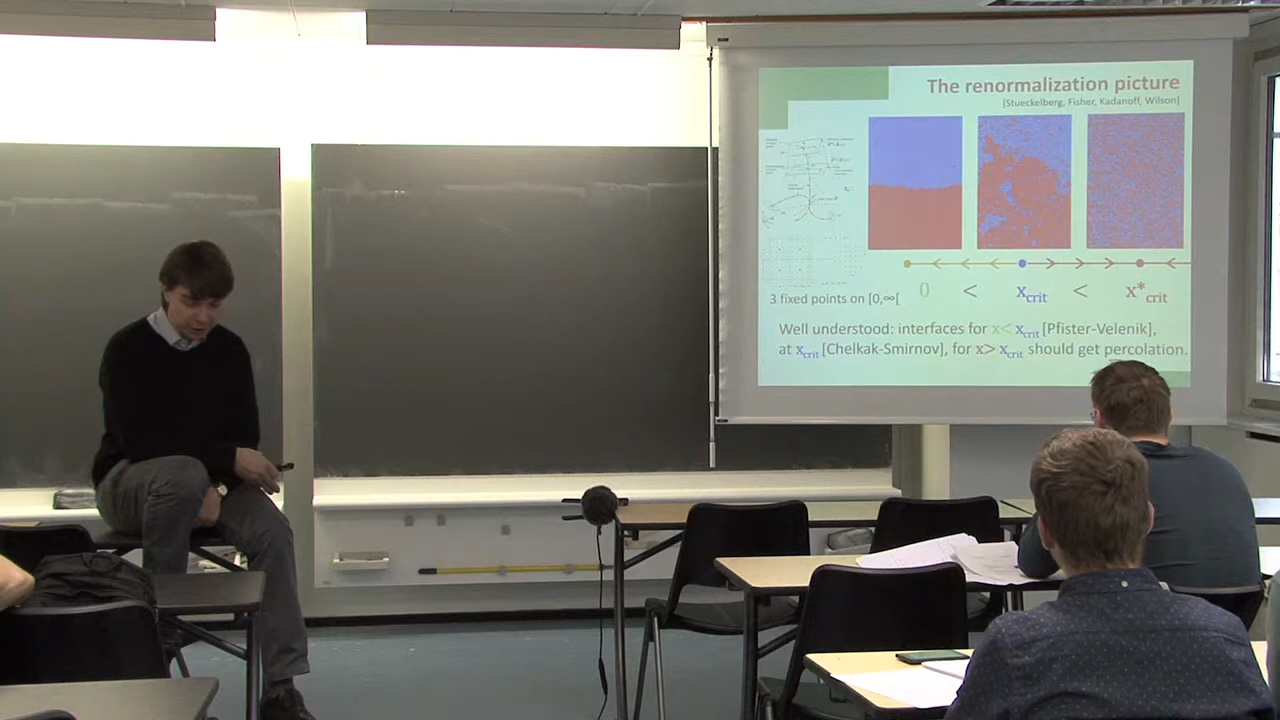 The renormalization picture
[Stueckelberg, Fisher, Kadanoff, Wilson]
3 fixed points on [0,∞[ 0 < xcrit < x*crit
Well understood: interfaces for x< xcrit [Pfister-Velenik],
at xcrit [Chelkak-Smirnov], for x> xcrit should get percolation.